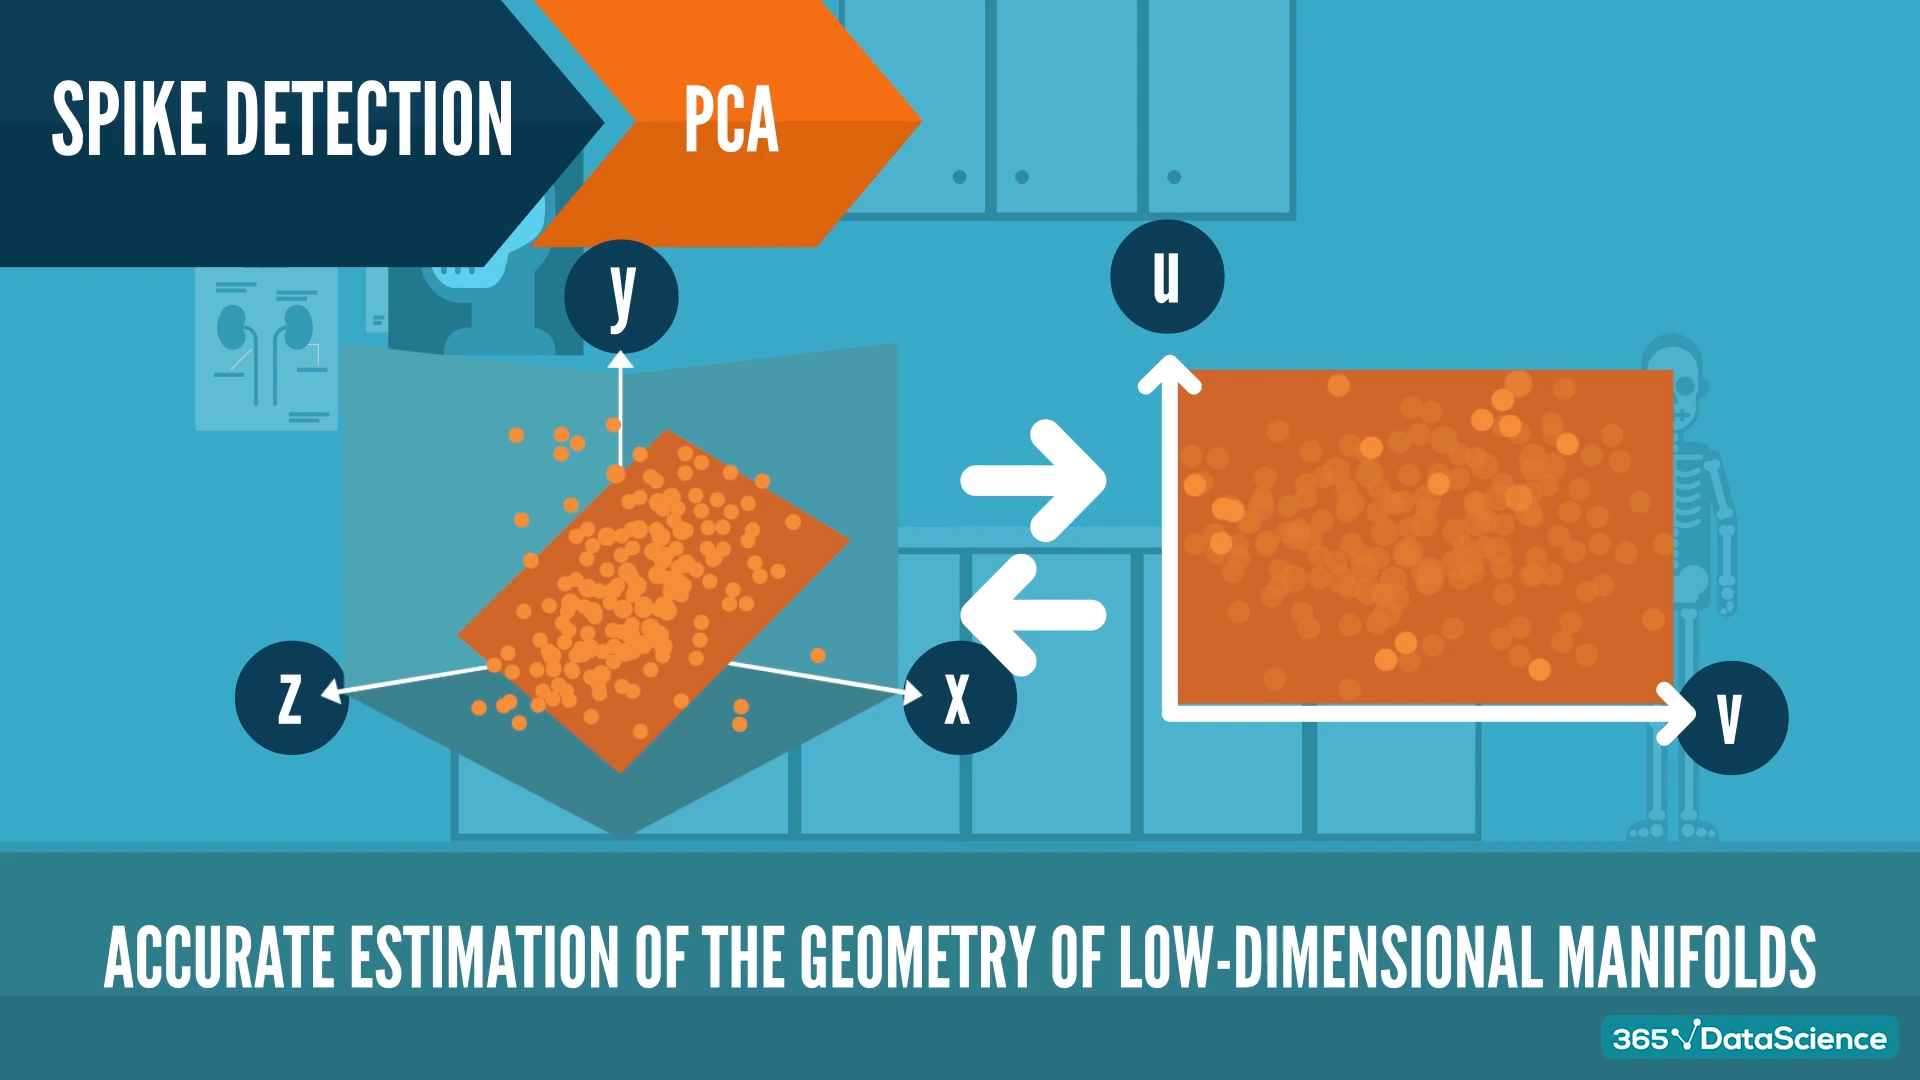 SPIKE DETECTION
PCA
y
u
z
x
v
ACCURATE ESTIMATION OF THE GEOMETRY OF LOW-DIMENSIONAL MANIFOLDS
365 DataScience